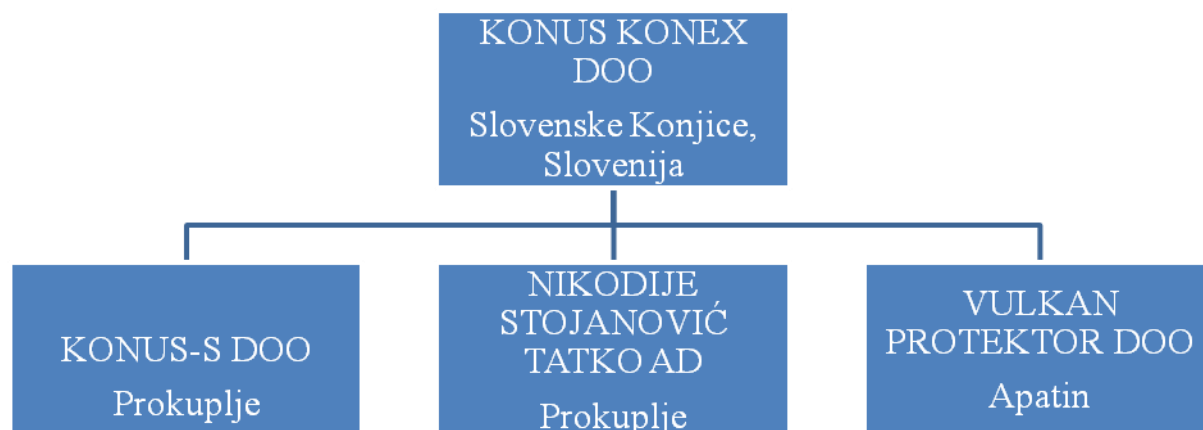 KONUS KONEX
DOO
Slovenske Konjice,
Slovenija
KONUS-S DOO
Prokuplje
NIKODIJE
STOJANOVIĆ
TATKO AD
Prokuplje
VULKAN
PROTEKTOR DOO
Apatin